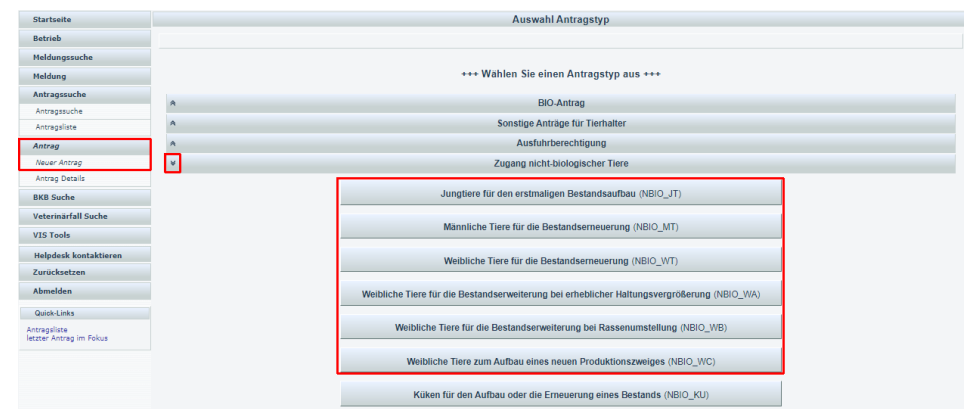 Startseite
Betrieb
Meldungssuche
Meldung
Antragssuche
Antragssuche
Antragsliste
Antrag
Neuer Antrag
Antrag Details
BKB Suche
Veterinärfall Suche
VIS Tools
Helpdesk kontaktieren
Zurücksetzen
Abmelden
Quick-Links
Antragsliste
letzter Antrag im Fokus
Auswahl Antragstyp
+++ Wählen Sie einen Antragstyp aus +++
BIO-Antrag
Sonstige Anträge für Tierhalter
Ausfuhrberechtigung
Zugang nicht-biologischer Tiere
Jungtiere für den erstmaligen Bestandsaufbau (NBIO_JT)
Männliche Tiere für die Bestandserneuerung (NBIO_MT)
Weibliche Tiere für die Bestandserneuerung (NBIO_WT)
Weibliche Tiere für die Bestandserweiterung bei erheblicher Haltungsvergrößerung (NBIO_WA)
Weibliche Tiere für die Bestandserweiterung bei Rassenumstellung (NBIO_WB)
Weibliche Tiere zum Aufbau eines neuen Produktionszweiges (NBIO_WC)
Küken für den Aufbau oder die Erneuerung eines Bestands (NBIO_KU)